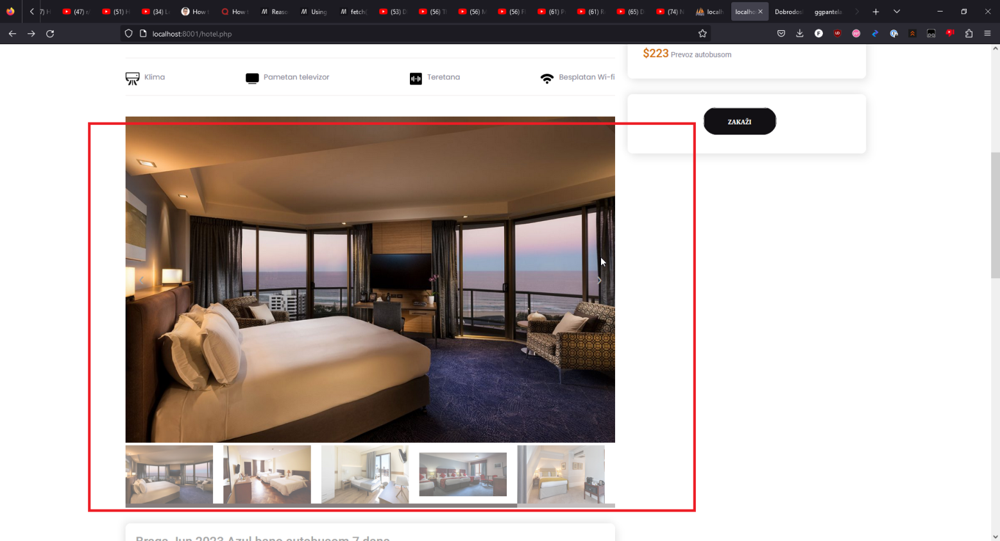 7) H (47) r/ (51) H (34) L How t How t Reaso Using fetch( (53) D (56) T (56) M (56) F (61) P (61) R (65) D (74) N localh localho Dobrodos ggpantela
localhost:8001/hotel.php
$223 Prevoz autobusom
Klima Pametan televizor Teretana Besplatan Wi-fi
ZAKAŽI